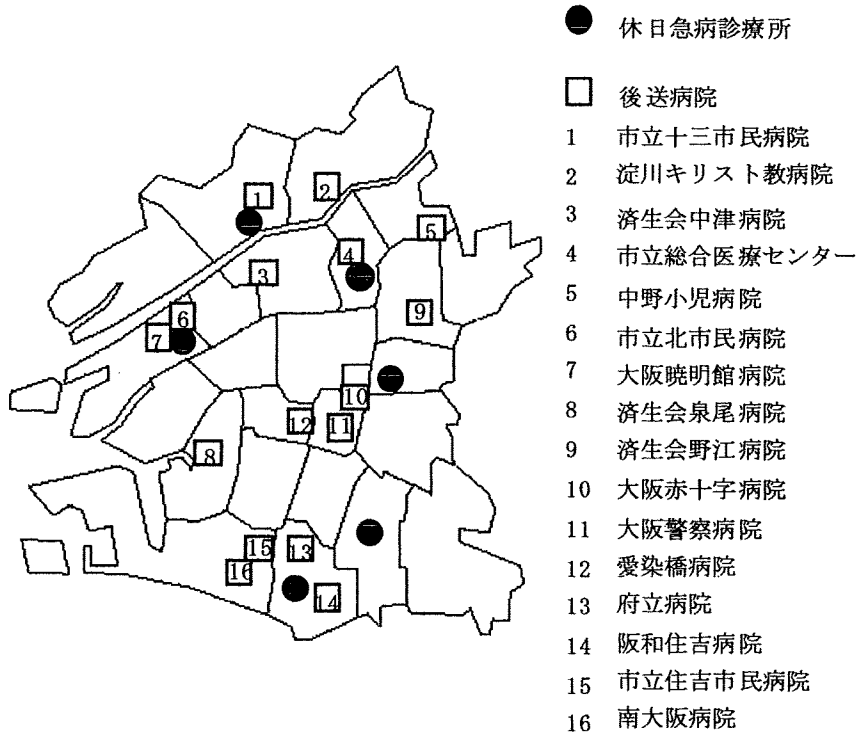 休日急病診療所
後送病院
1 市立十三市民病院
2 淀川キリスト教病院
3 済生会中津病院
4 市立総合医療センター
5 中野小児病院
6 市立北市民病院
7 大阪暁明館病院
8 済生会泉尾病院
9 済生会野江病院
10 大阪赤十字病院
11 大阪警察病院
12 愛染橋病院
13 府立病院
14 阪和住吉病院
15 市立住吉市民病院
16 南大阪病院
1
2
5
4
3
9
6
7
10
12
11
8
15
13
16
14